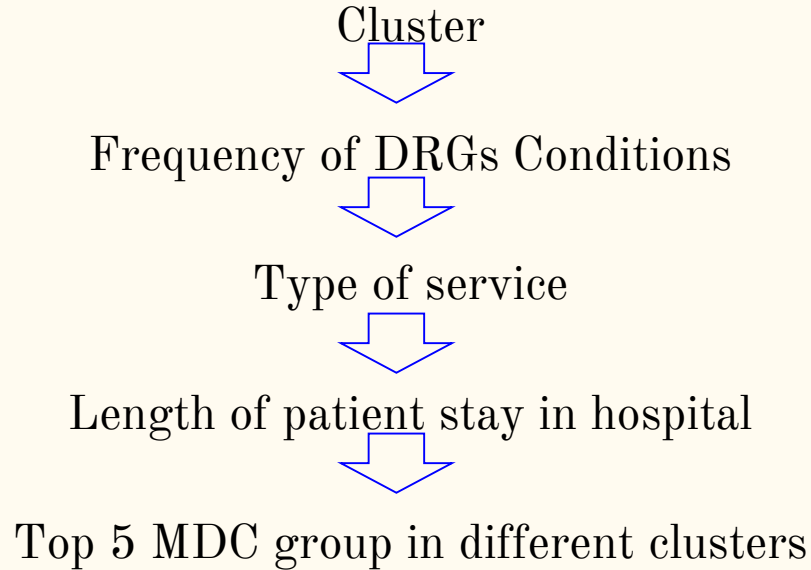 Cluster
Frequency of DRGs Conditions
Type of service
Length of patient stay in hospital
Top 5 MDC group in different clusters